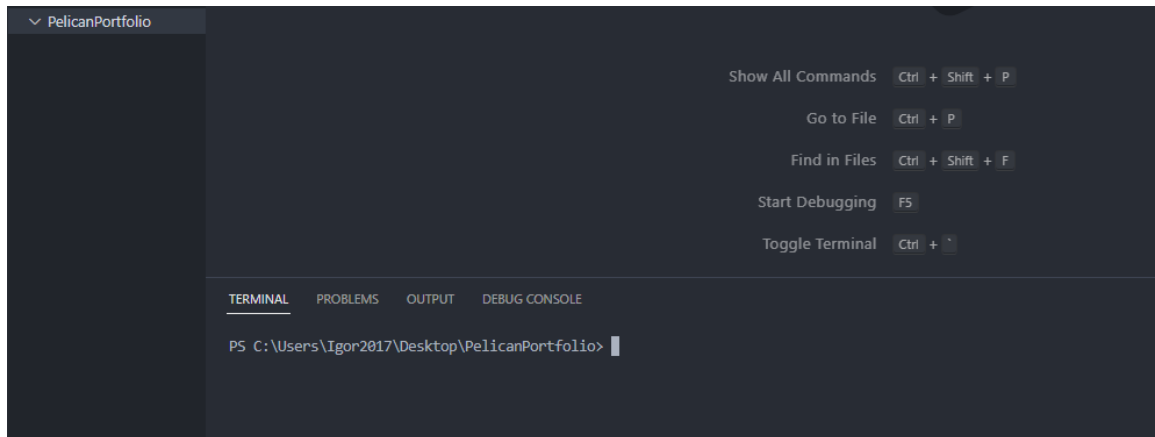 PelicanPortfolio
Show All Commands Ctrl + Shift + P
Go to File Ctrl + P
Find in Files Ctrl + Shift + F
Start Debugging F5
Toggle Terminal Ctrl + `
TERMINAL PROBLEMS OUTPUT DEBUG CONSOLE
PS C:\Users\Igor2017\Desktop\PelicanPortfolio>